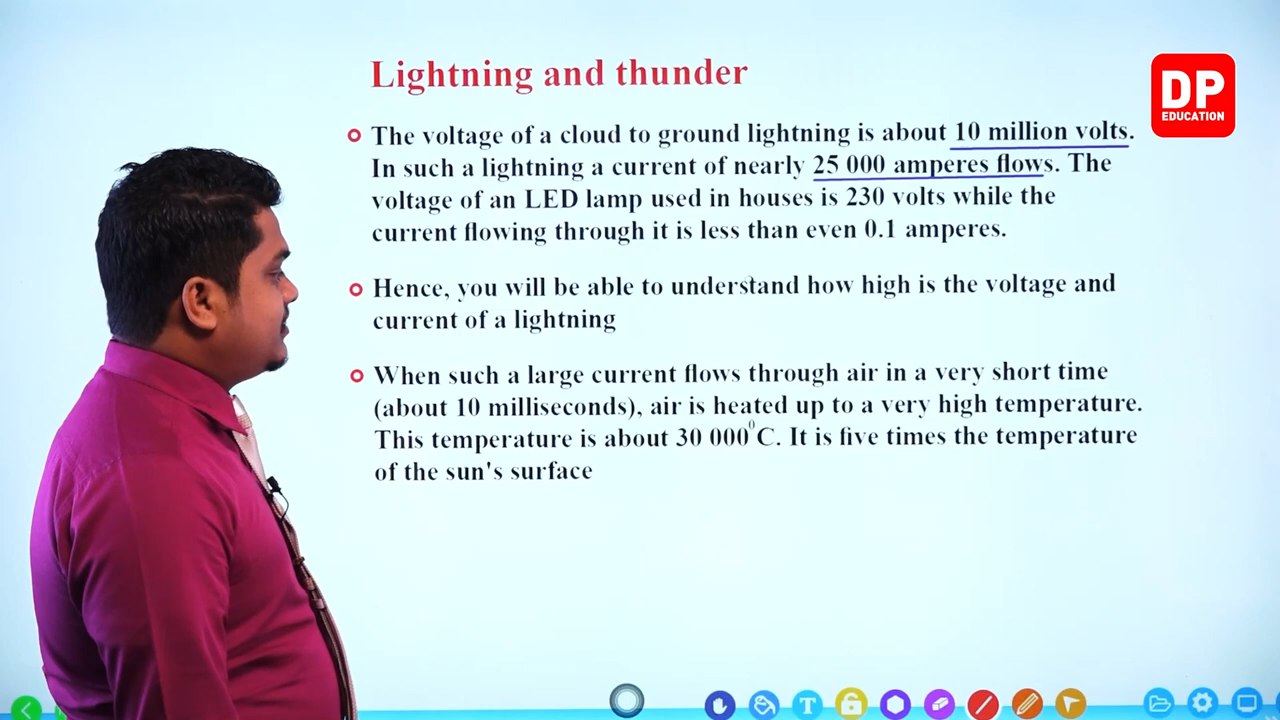 Lightning and thunder
DP
EDUCATION
The voltage of a cloud to ground lightning is about 10 million volts.
In such a lightning a current of nearly 25 000 amperes flows. The
voltage of an LED lamp used in houses is 230 volts while the
current flowing through it is less than even 0.1 amperes.
Hence, you will be able to understand how high is the voltage and
current of a lightning
When such a large current flows through air in a very short time
(about 10 milliseconds), air is heated up to a very high temperature.
This temperature is about 30 000⁰C. It is five times the temperature
of the sun's surface
T